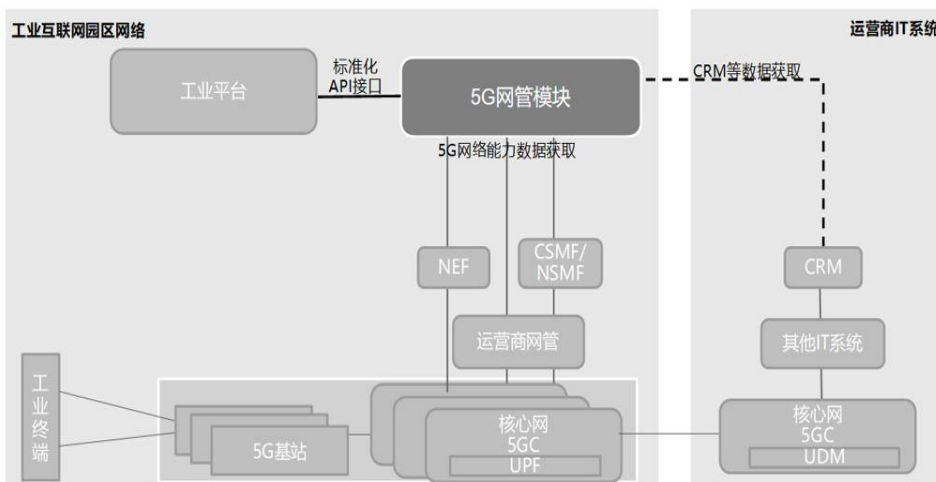 工业互联网园区网络
运营商IT系统
工业平台
标准化
API接口
5G网管模块
CRM等数据获取
5G网络能力数据获取
NEF
CSMF/
NSMF
CRM
运营商网管
其他IT系统
工业终端
5G基站
核心网
5GC
UPF
核心网
5GC
UDM